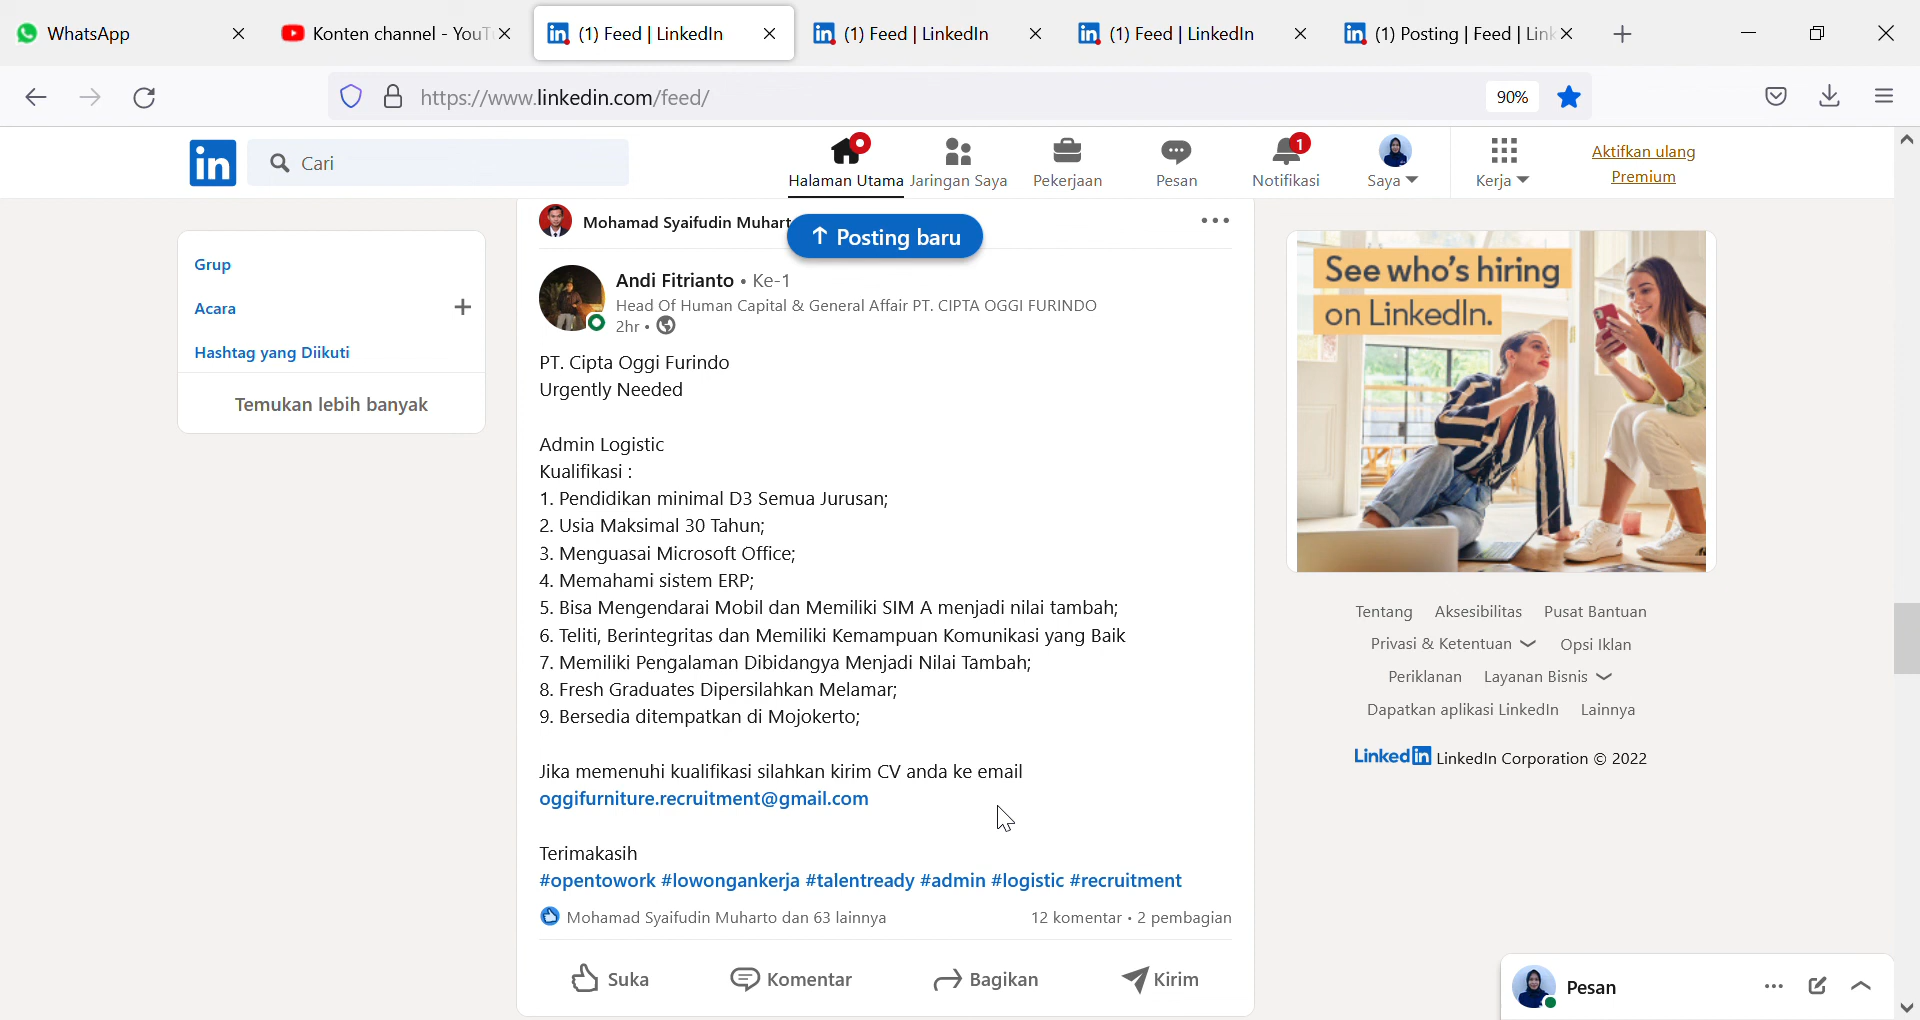 WhatsApp
Konten channel - YouT
(1) Feed | LinkedIn
(1) Feed | LinkedIn
(1) Feed | LinkedIn
(1) Posting | Feed | Link
https://www.linkedin.com/feed/
90%
in
Cari
Halaman Utama
Jaringan Saya
Pekerjaan
Pesan
1
Notifikasi
Saya
Kerja
Aktifkan ulang
Premium
Grup
Acara
Hashtag yang Diikuti
Temukan lebih banyak
Mohamad Syaifudin Muhart
↑ Posting baru
Andi Fitrianto • Ke-1
Head Of Human Capital & General Affair PT. CIPTA OGGI FURINDO
2hr •
PT. Cipta Oggi Furindo
Urgently Needed
Admin Logistic
Kualifikasi :
1. Pendidikan minimal D3 Semua Jurusan;
2. Usia Maksimal 30 Tahun;
3. Menguasai Microsoft Office;
4. Memahami sistem ERP;
5. Bisa Mengendarai Mobil dan Memiliki SIM A menjadi nilai tambah;
6. Teliti, Berintegritas dan Memiliki Kemampuan Komunikasi yang Baik
7. Memiliki Pengalaman Dibidangya Menjadi Nilai Tambah;
8. Fresh Graduates Dipersilahkan Melamar;
9. Bersedia ditempatkan di Mojokerto;
Jika memenuhi kualifikasi silahkan kirim CV anda ke email
oggifurniture.recruitment@gmail.com
Terimakasih
#opentowork #lowongankerja #talentready #admin #logistic #recruitment
Mohamad Syaifudin Muharto dan 63 lainnya
12 komentar • 2 pembagian
Suka
Komentar
Bagikan
Kirim
See who's hiring
on LinkedIn.
Tentang Aksesibilitas Pusat Bantuan
Privasi & Ketentuan Opsi Iklan
Periklanan Layanan Bisnis
Dapatkan aplikasi LinkedIn Lainnya
LinkedIn LinkedIn Corporation © 2022
Pesan